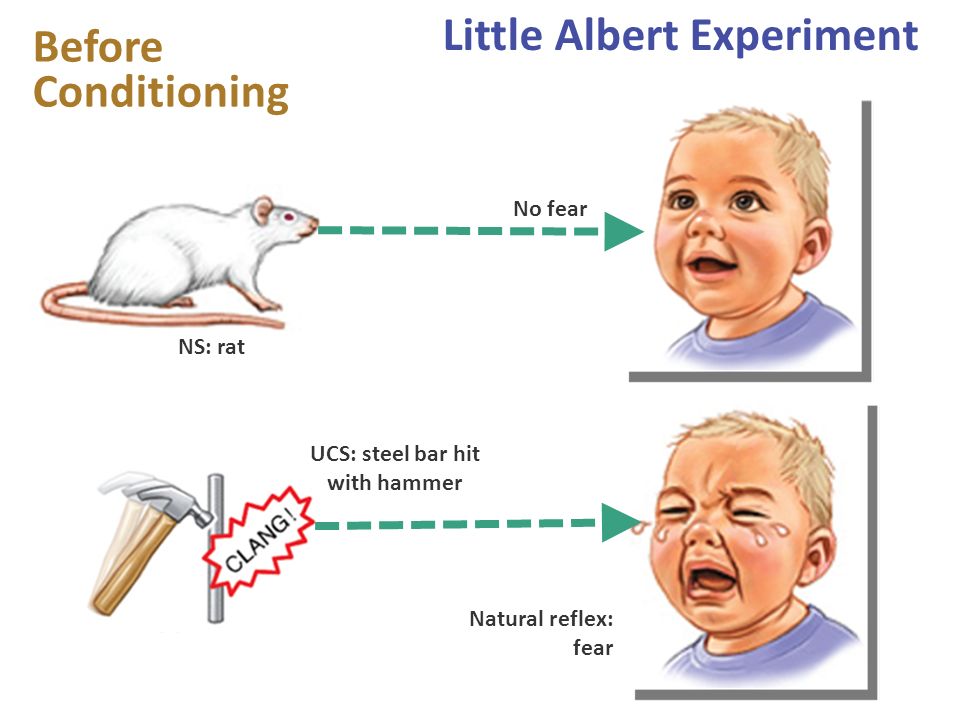 Before
Conditioning
Little Albert Experiment
No fear
NS: rat
UCS: steel bar hit
with hammer
CLANG!
Natural reflex:
fear